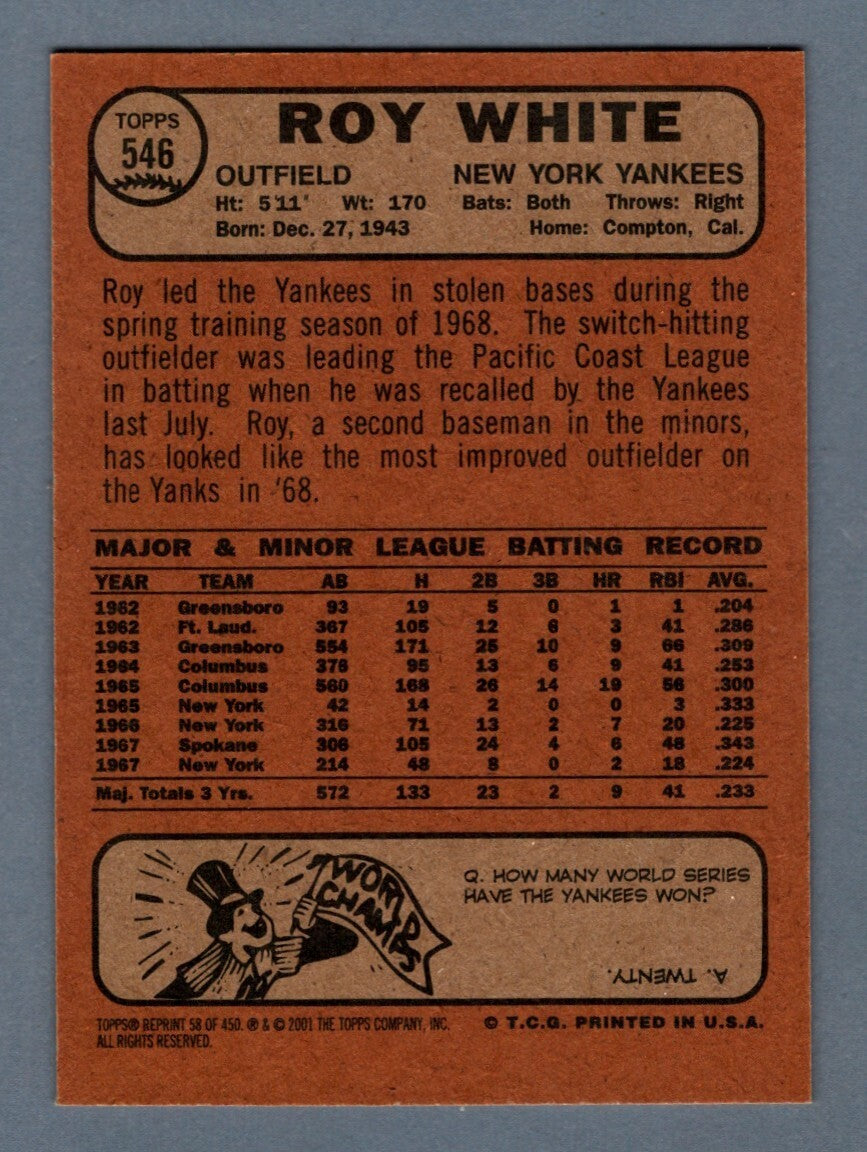 TOPPS
546
ROY WHITE
OUTFIELD NEW YORK YANKEES
Ht: 5'11" Wt: 170 Bats: Both Throws: Right
Born: Dec. 27, 1943 Home: Compton, Cal.
Roy led the Yankees in stolen bases during the
spring training season of 1968. The switch-hitting
outfielder was leading the Pacific Coast League
in batting when he was recalled by the Yankees
last July. Roy, a second baseman in the minors,
has looked like the most improved outfielder on
the Yanks in '68.
MAJOR & MINOR LEAGUE BATTING RECORD
YEAR TEAM AB H 2B 3B HR RBI AVG.
1962 Greensboro 93 19 5 0 1 1 .204
1962 Ft. Laud. 367 105 12 6 3 41 .286
1963 Greensboro 554 171 25 10 9 66 .309
1964 Columbus 376 95 13 6 9 41 .253
1965 Columbus 560 168 26 14 19 56 .300
1965 New York 42 14 2 0 0 3 .333
1966 New York 316 71 13 2 7 20 .225
1967 Spokane 306 105 24 4 6 48 .343
1967 New York 214 48 8 0 2 18 .224
Maj. Totals 3 Yrs. 572 133 23 2 9 41 .233
WORLD
CHAMPS
Q. HOW MANY WORLD SERIES
HAVE THE YANKEES WON?
A. TWENTY.
TOPPS® REPRINT 58 OF 450. ® & © 2001 THE TOPPS COMPANY, INC.
ALL RIGHTS RESERVED.
© T.C.G. PRINTED IN U.S.A.